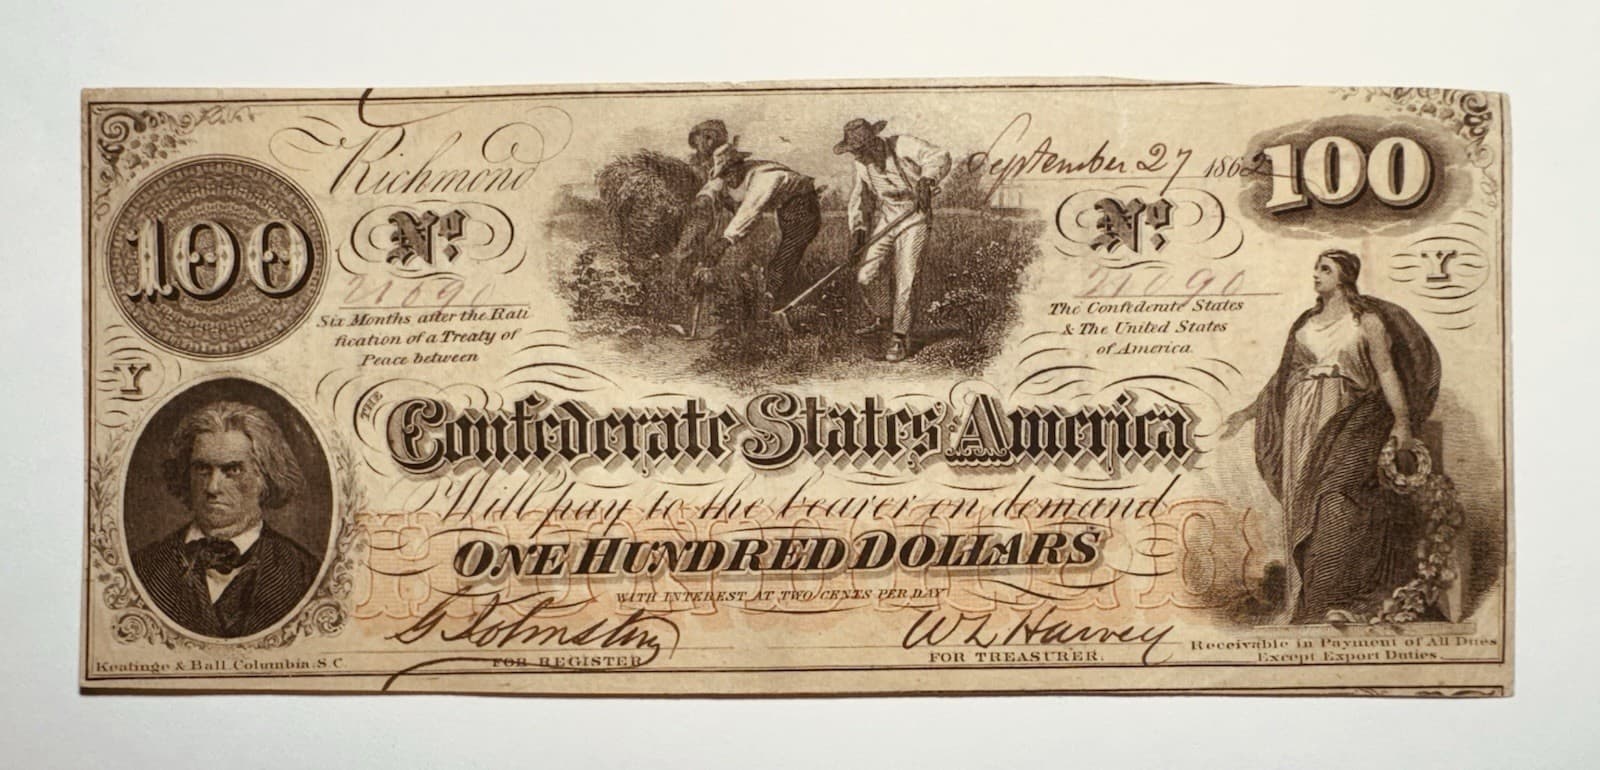 Richmond
September 27 1862
100
100
No.
No.
21090
21090
Six Months after the Rati
fication of a Treaty of
Peace between
The Confederate States
& The United States
of America.
Y
Y
THE
Confederate States America
Will pay to the bearer on demand
HUNDRED
ONE HUNDRED DOLLARS
WITH INTEREST AT TWO CENTS PER DAY
G Johnston
W L Harvey
FOR REGISTER
FOR TREASURER.
Receivable in Payment of All Dues
Except Export Duties.
Keatinge & Ball, Columbia, S.C.